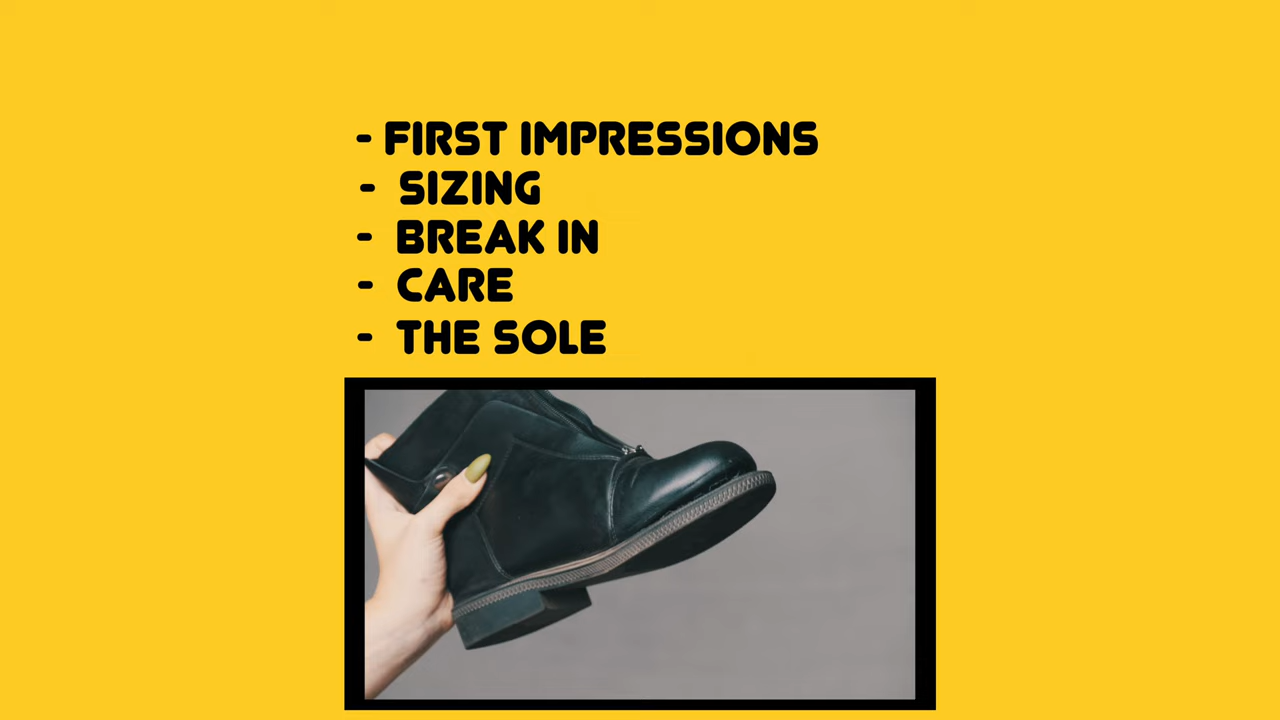 - FIRST IMPRESSIONS
- SIZING
- BREAK IN
- CARE
- THE SOLE